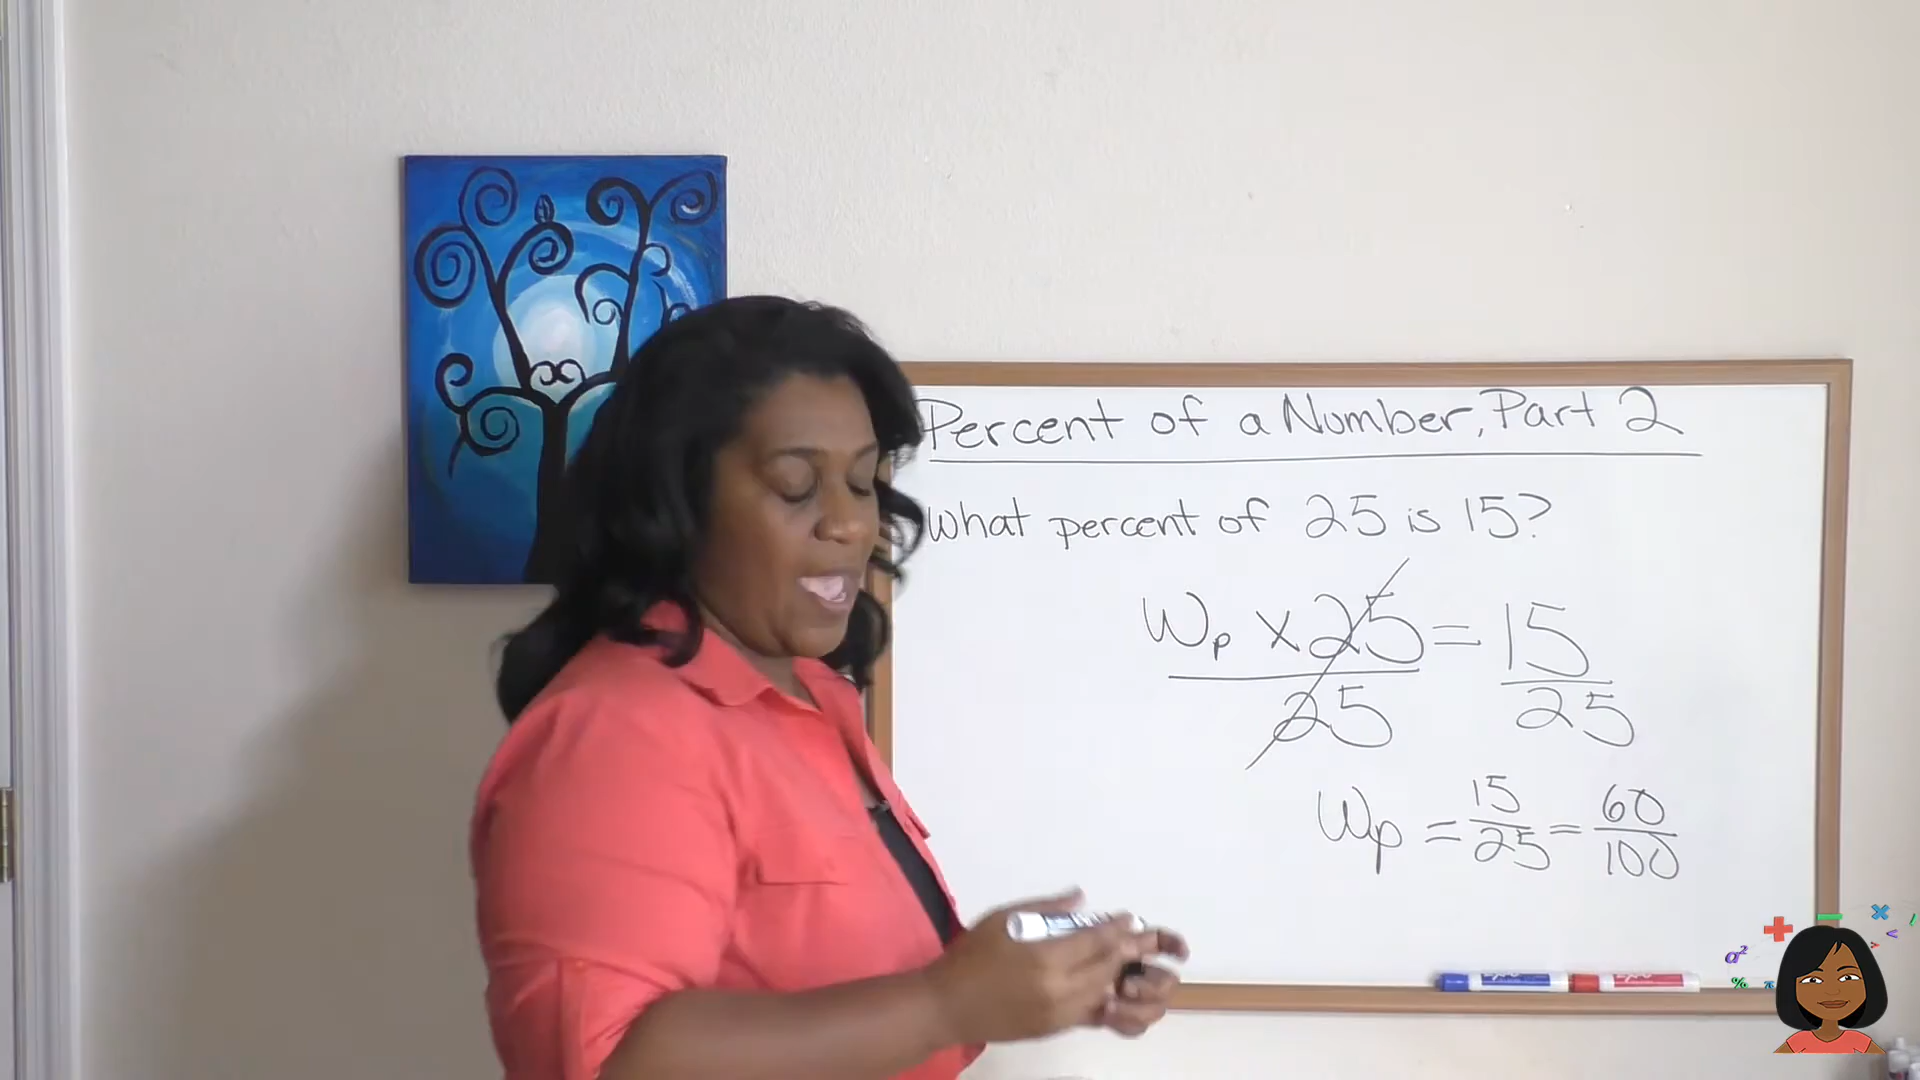 Percent of a Number, Part 2
What percent of 25 is 15?
Wp x 25 = 15
25 25
Wp = 15/25 = 60/100